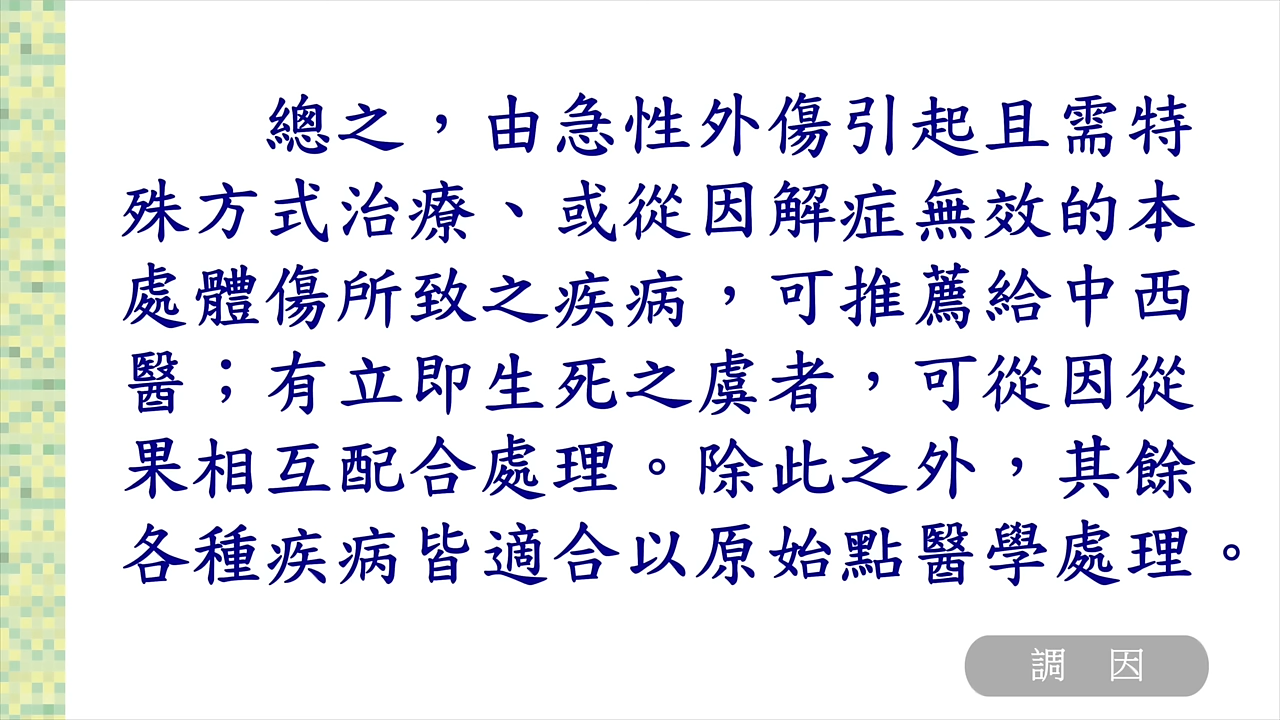 總之，由急性外傷引起且需特
殊方式治療、或從因解症無效的本
處體傷所致之疾病，可推薦給中西
醫；有立即生死之虞者，可從因從
果相互配合處理。除此之外，其餘
各種疾病皆適合以原始點醫學處理。
調　因